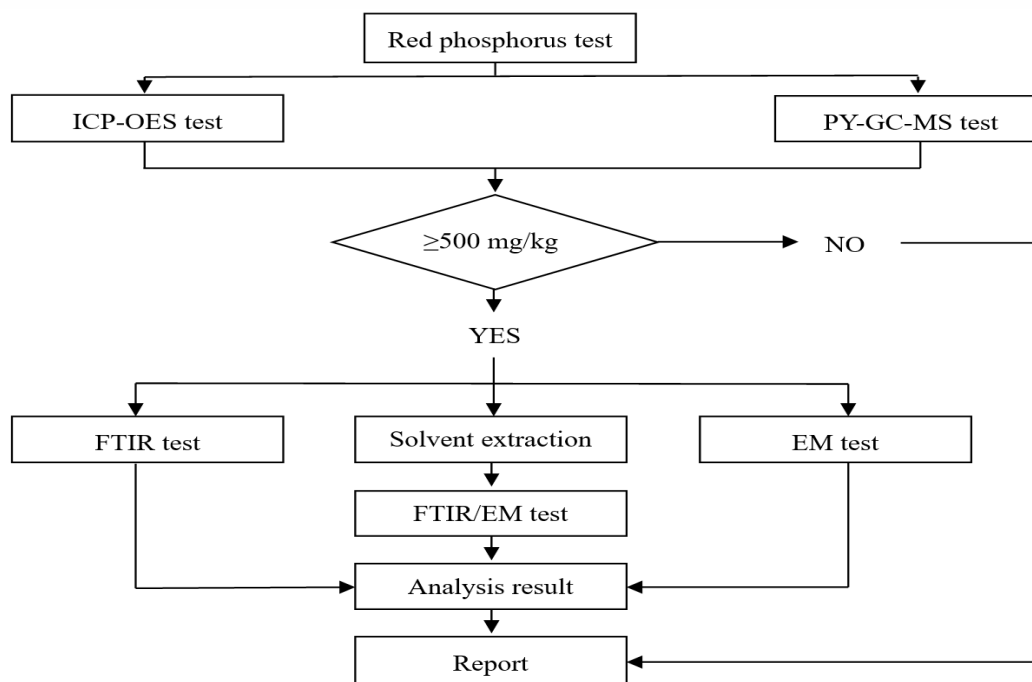 Red phosphorus test
ICP-OES test
PY-GC-MS test
≥500 mg/kg
NO
YES
FTIR test
Solvent extraction
EM test
FTIR/EM test
Analysis result
Report